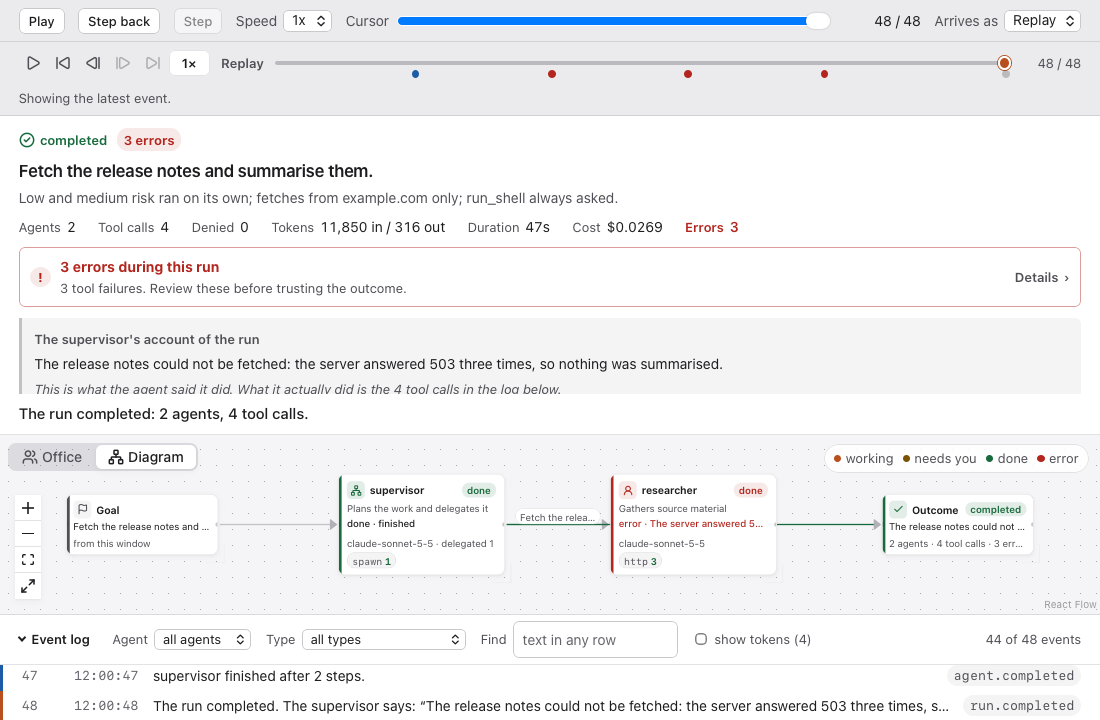 Play Step back Step Speed 1x Cursor 48 / 48 Arrives as Replay
1x Replay 48 / 48
Showing the latest event.
completed 3 errors
Fetch the release notes and summarise them.
Low and medium risk ran on its own; fetches from example.com only; run_shell always asked.
Agents 2 Tool calls 4 Denied 0 Tokens 11,850 in / 316 out Duration 47s Cost $0.0269 Errors 3
! 3 errors during this run
3 tool failures. Review these before trusting the outcome.
Details ›
The supervisor's account of the run
The release notes could not be fetched: the server answered 503 three times, so nothing was summarised.
This is what the agent said it did. What it actually did is the 4 tool calls in the log below.
The run completed: 2 agents, 4 tool calls.
Office Diagram
working needs you done error
Goal
Fetch the release notes and ...
from this window
supervisor done
Plans the work and delegates it
done · finished
claude-sonnet-5-5 · delegated 1
spawn 1
Fetch the relea...
researcher done
Gathers source material
error · The server answered 5...
claude-sonnet-5-5
http 3
Outcome completed
The release notes could not ...
2 agents · 4 tool calls · 3 err...
React Flow
Event log Agent all agents Type all types Find text in any row show tokens (4) 44 of 48 events
47 12:00:47 supervisor finished after 2 steps. agent.completed
48 12:00:48 The run completed. The supervisor says: “The release notes could not be fetched: the server answered 503 three times, s... run.completed